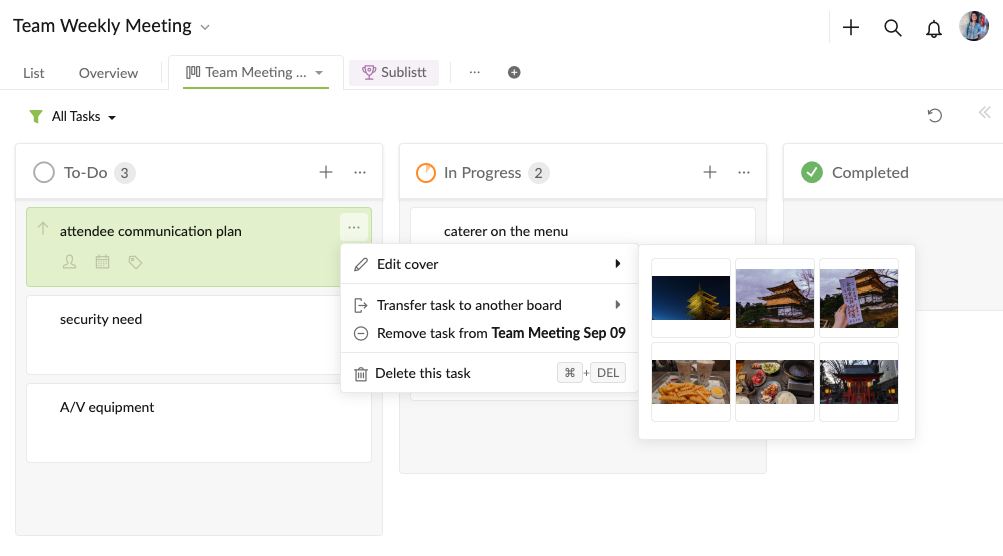 Team Weekly Meeting
List
Overview
Team Meeting ...
Sublistt
...
All Tasks
To-Do 3
...
In Progress 2
...
Completed
attendee communication plan
...
security need
A/V equipment
caterer on the menu
Edit cover
Transfer task to another board
Remove task from Team Meeting Sep 09
Delete this task ⌘ + DEL